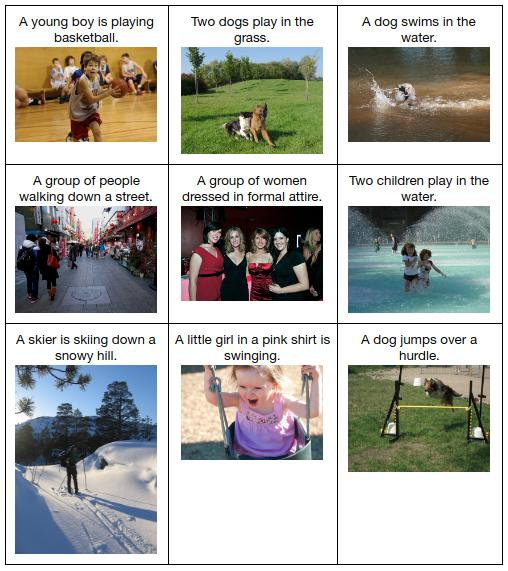 A young boy is playing
basketball.
Two dogs play in the
grass.
A dog swims in the
water.
A group of people
walking down a street.
A group of women
dressed in formal attire.
Two children play in the
water.
A skier is skiing down a
snowy hill.
A little girl in a pink shirt is
swinging.
A dog jumps over a
hurdle.